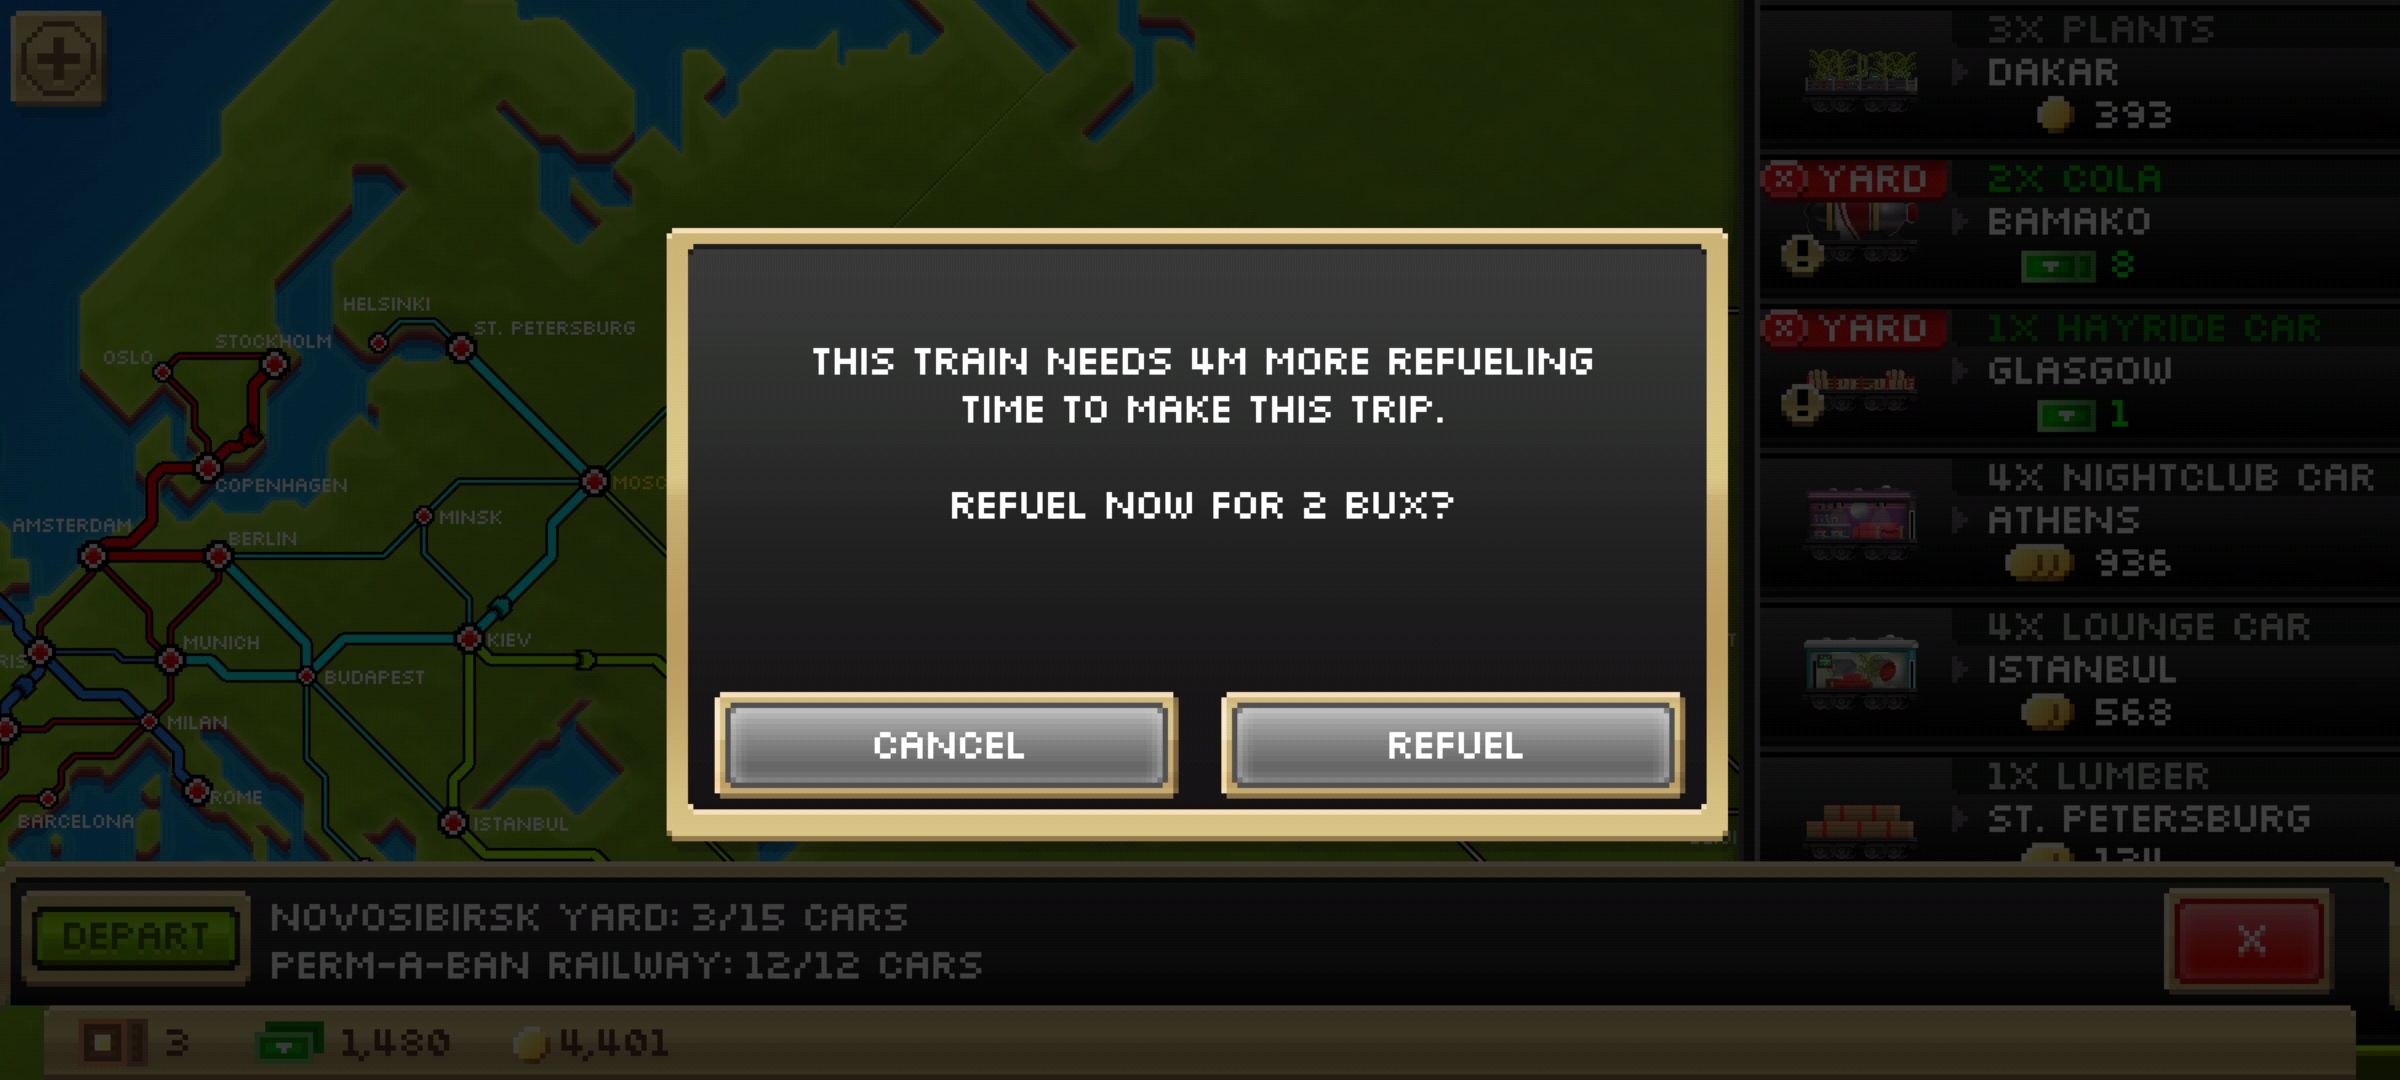 THIS TRAIN NEEDS 4M MORE REFUELING
TIME TO MAKE THIS TRIP.
REFUEL NOW FOR 2 BUX?
CANCEL
REFUEL
HELSINKI
ST. PETERSBURG
STOCKHOLM
OSLO
COPENHAGEN
MOSC
MINSK
AMSTERDAM
BERLIN
MUNICH
KIEV
RIS
BUDAPEST
MILAN
ROME
BARCELONA
ISTANBUL
3X PLANTS
DAKAR
393
YARD
2X COLA
BAMAKO
8
YARD
1X HAYRIDE CAR
GLASGOW
1
4X NIGHTCLUB CAR
ATHENS
936
4X LOUNGE CAR
ISTANBUL
568
1X LUMBER
ST. PETERSBURG
DEPART
NOVOSIBIRSK YARD: 3/15 CARS
PERM-A-BAN RAILWAY: 12/12 CARS
X
3
1,480
4,401